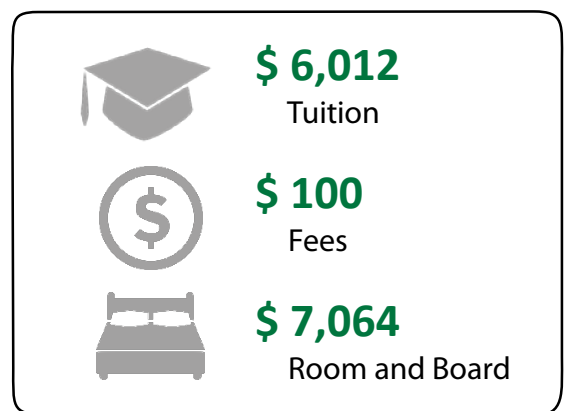 $ 6,012
Tuition
$
$ 100
Fees
$ 7,064
Room and Board